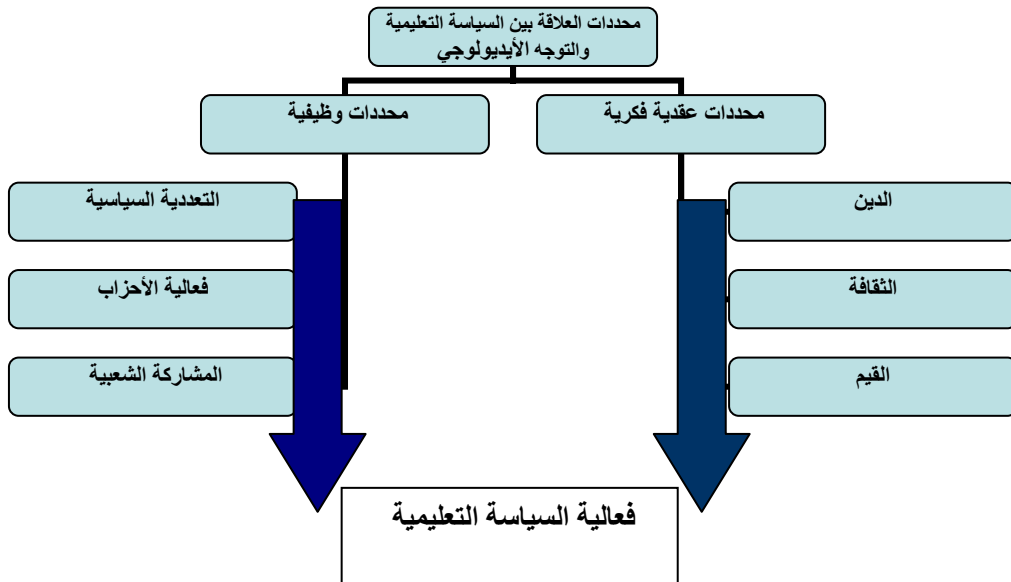 محددات العلاقة بين السياسة التعليمية
والتوجه الأيديولوجي
محددات عقدية فكرية
محددات وظيفية
الدين
التعددية السياسية
الثقافة
فعالية الأحزاب
القيم
المشاركة الشعبية
فعالية السياسة التعليمية